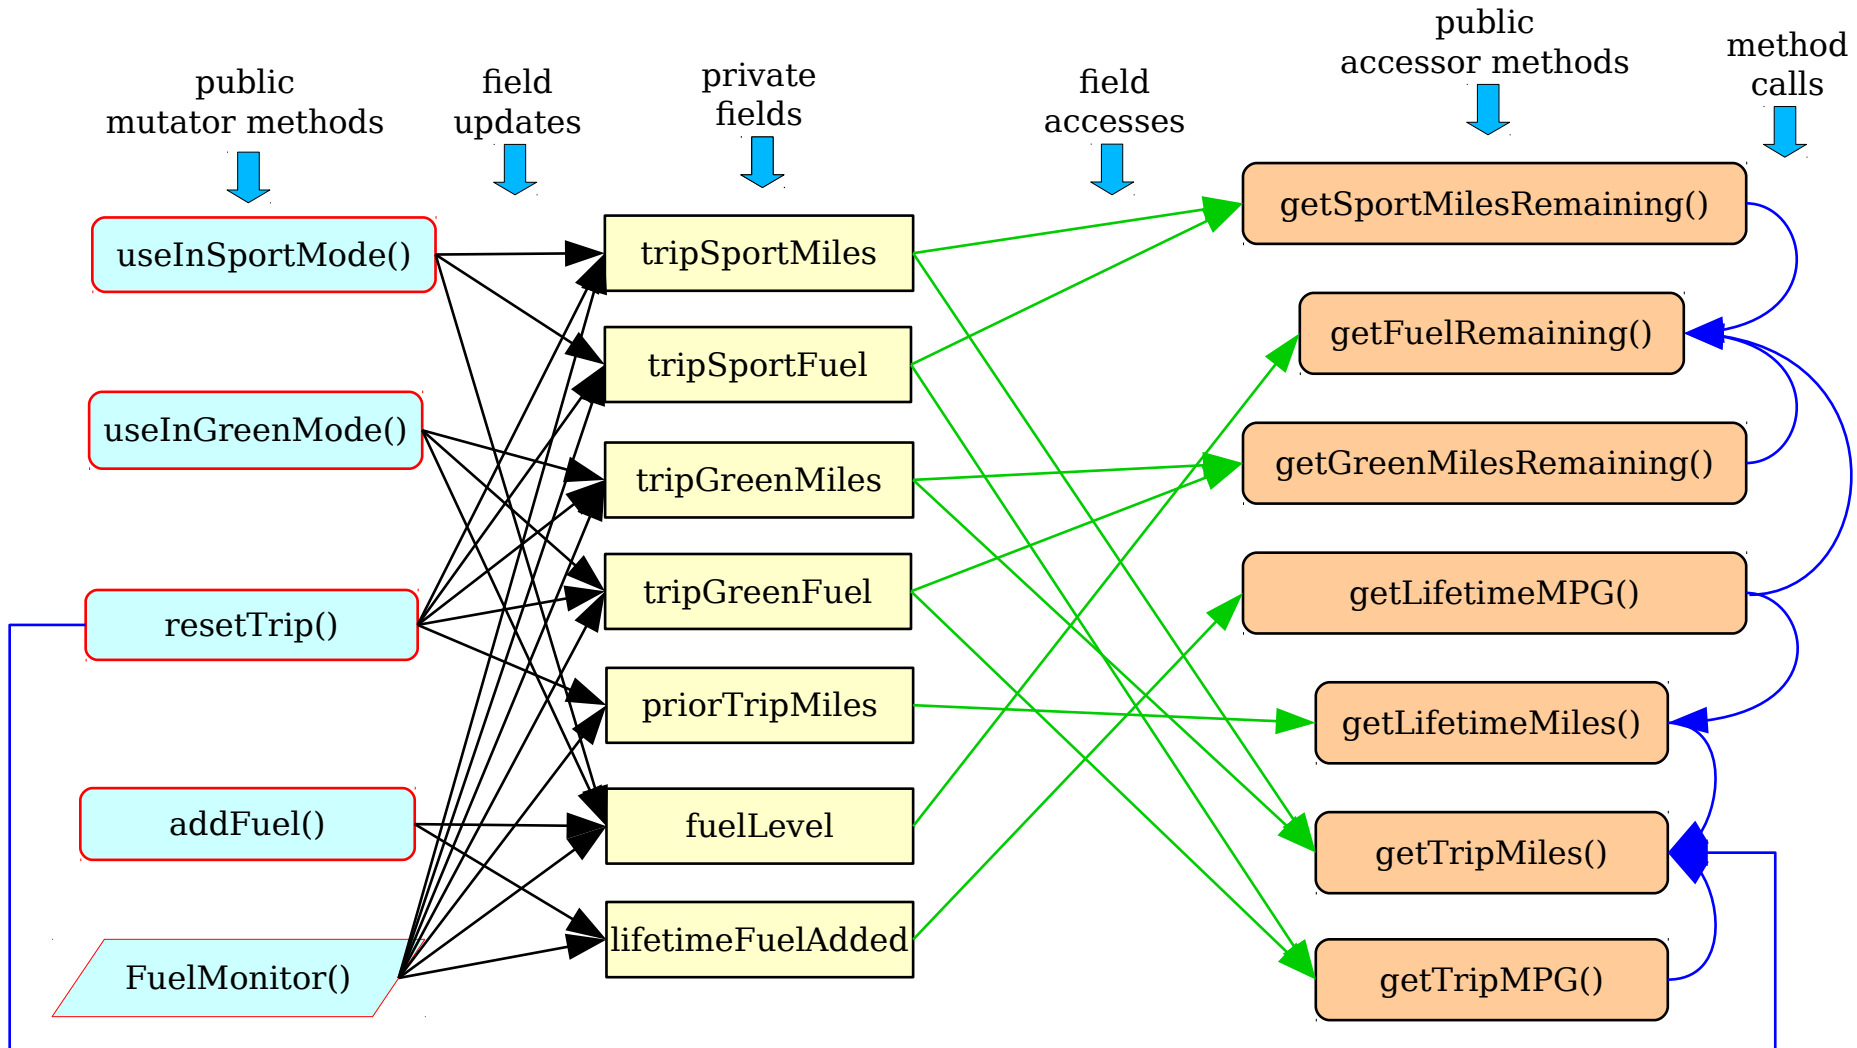 public
mutator methods
field
updates
private
fields
field
accesses
public
accessor methods
method
calls
useInSportMode()
useInGreenMode()
resetTrip()
addFuel()
FuelMonitor()
tripSportMiles
tripSportFuel
tripGreenMiles
tripGreenFuel
priorTripMiles
fuelLevel
lifetimeFuelAdded
getSportMilesRemaining()
getFuelRemaining()
getGreenMilesRemaining()
getLifetimeMPG()
getLifetimeMiles()
getTripMiles()
getTripMPG()